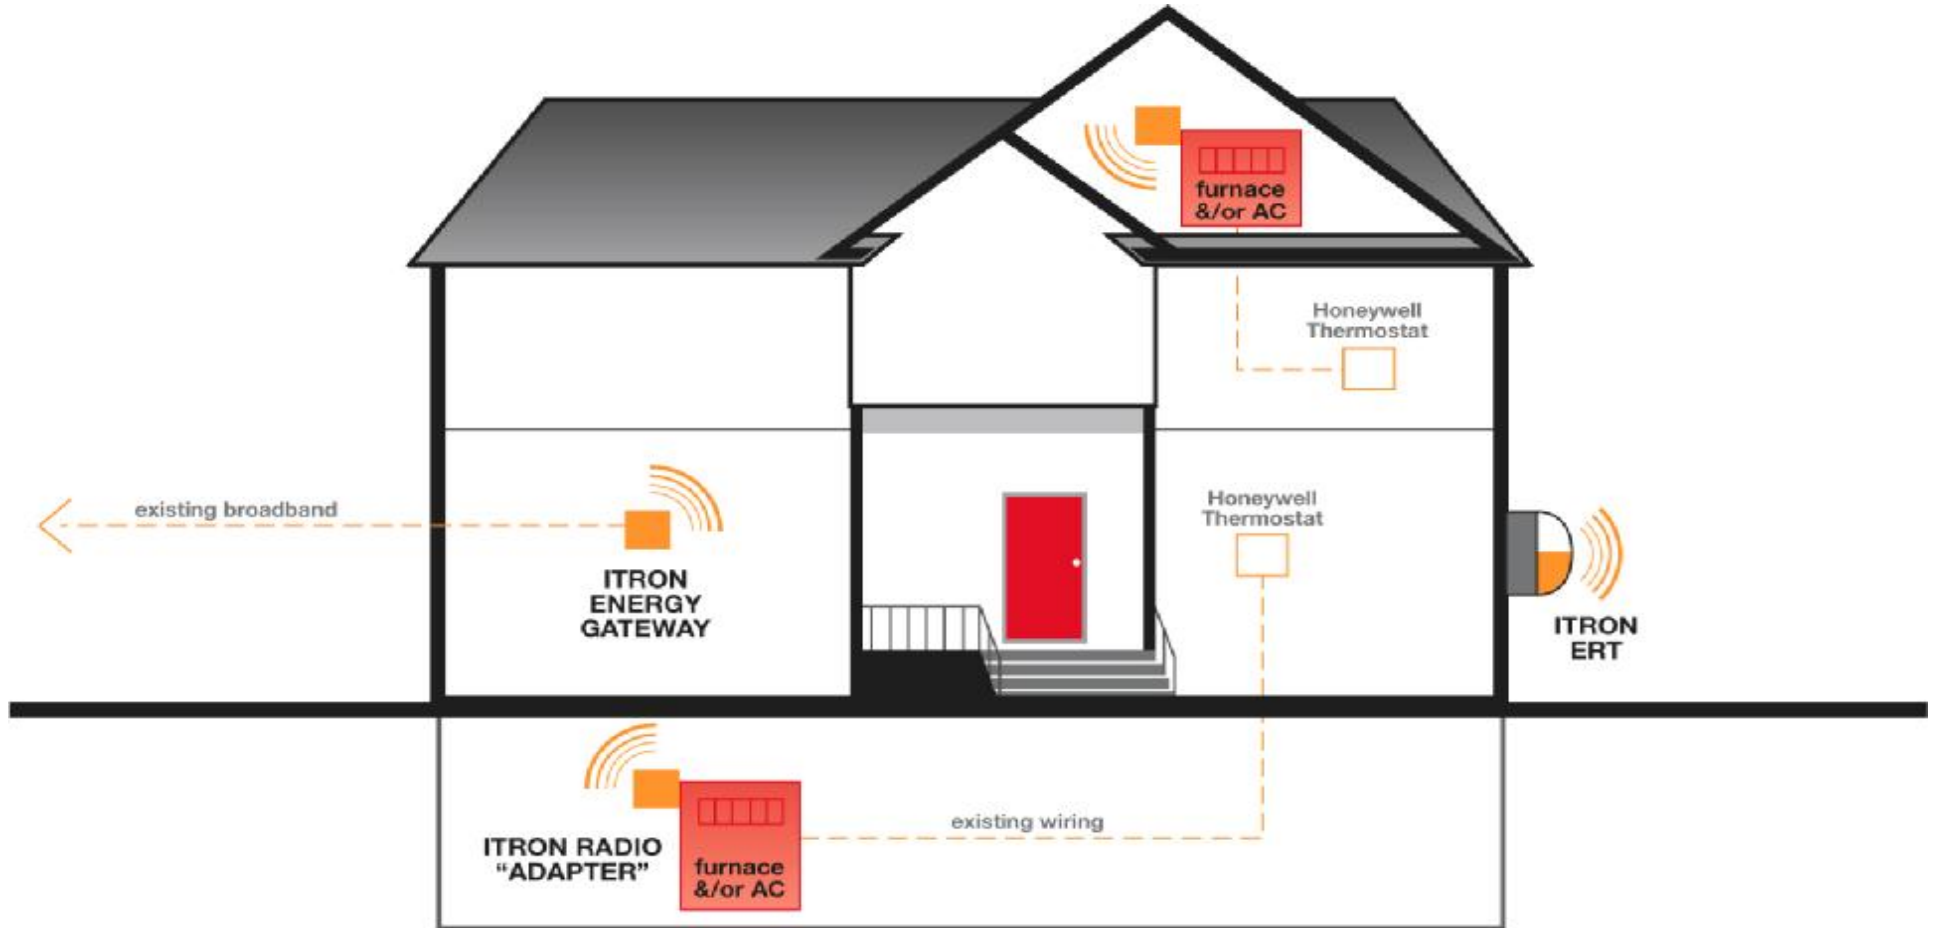 furnace
&/or AC
Honeywell
Thermostat
existing broadband
Honeywell
Thermostat
ITRON
ENERGY
GATEWAY
ITRON
ERT
existing wiring
ITRON RADIO
“ADAPTER”
furnace
&/or AC